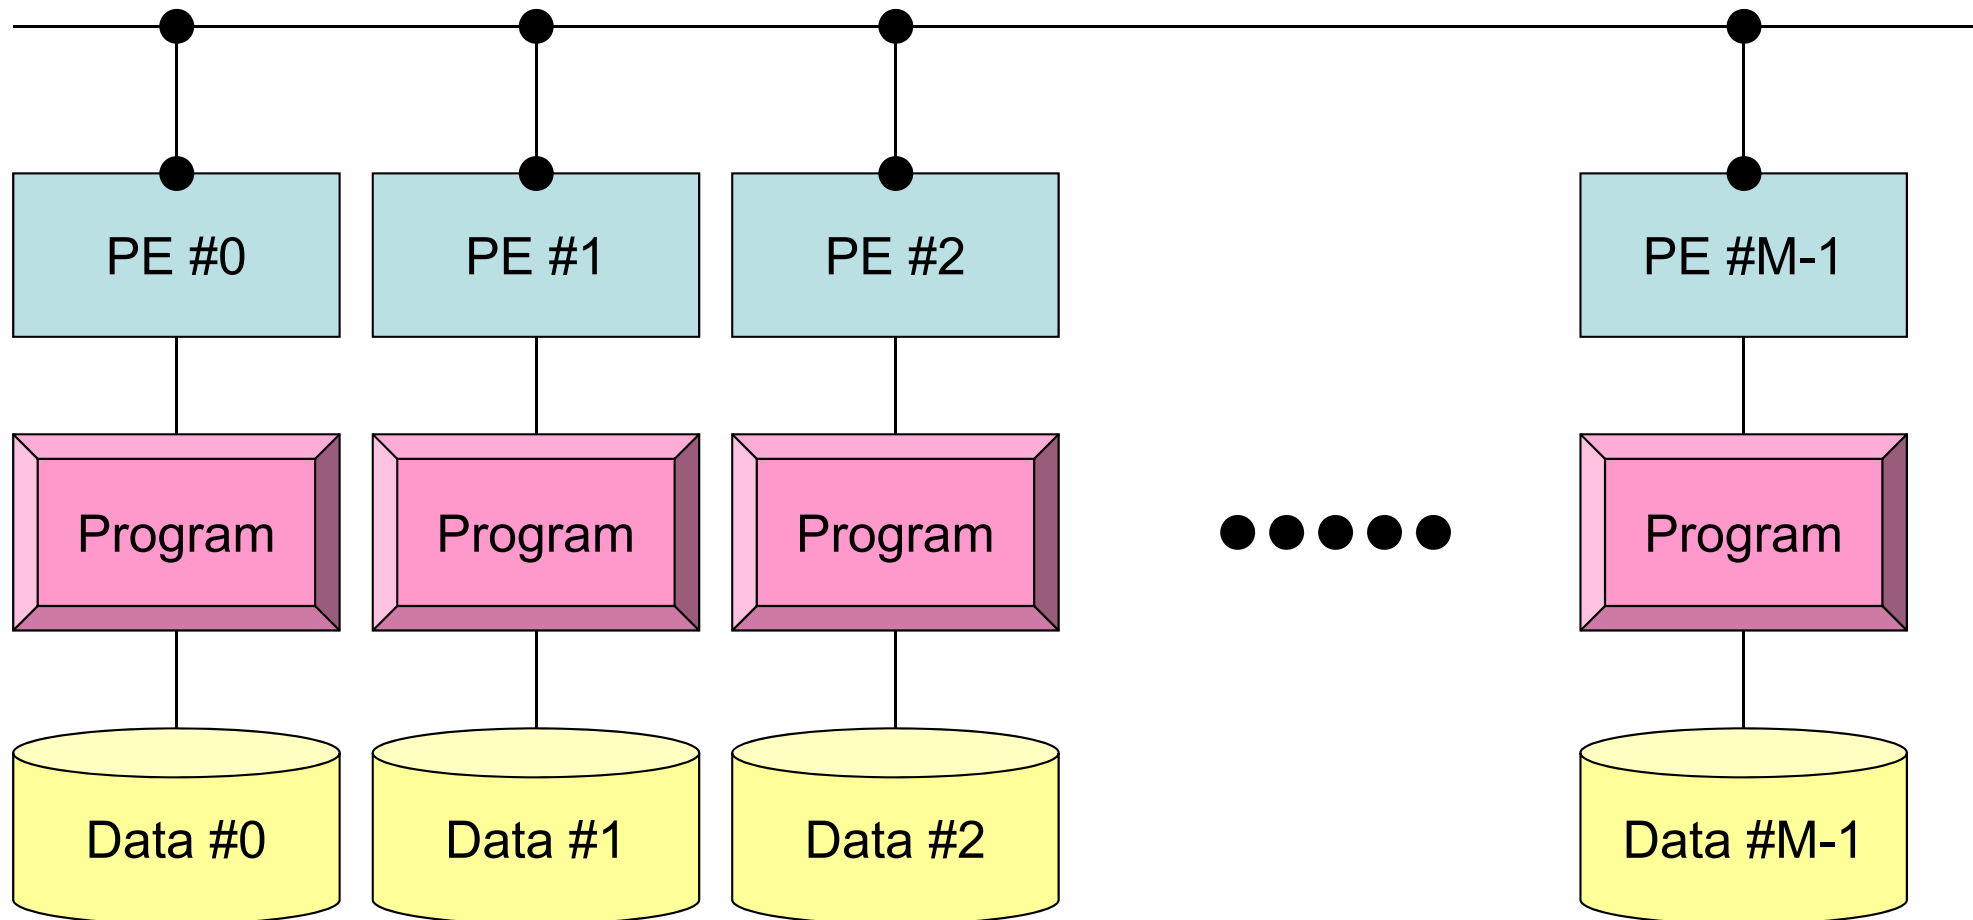 PE #0
PE #1
PE #2
PE #M-1
Program
Program
Program
Program
Data #0
Data #1
Data #2
Data #M-1